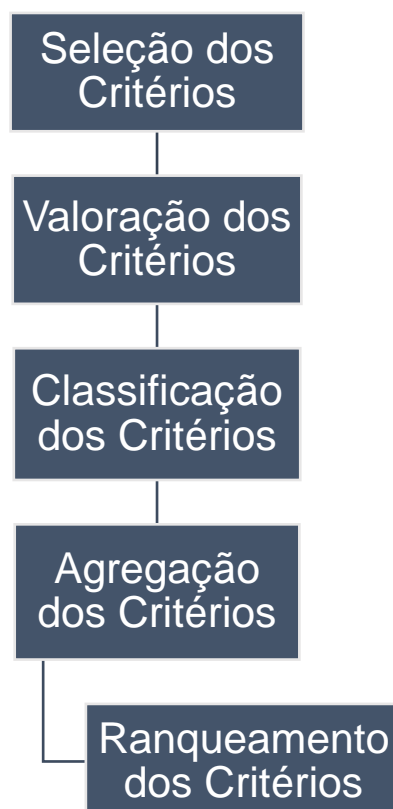 Seleção dos
Critérios
Valoração dos
Critérios
Classificação
dos Critérios
Agregação
dos Critérios
Ranqueamento
dos Critérios